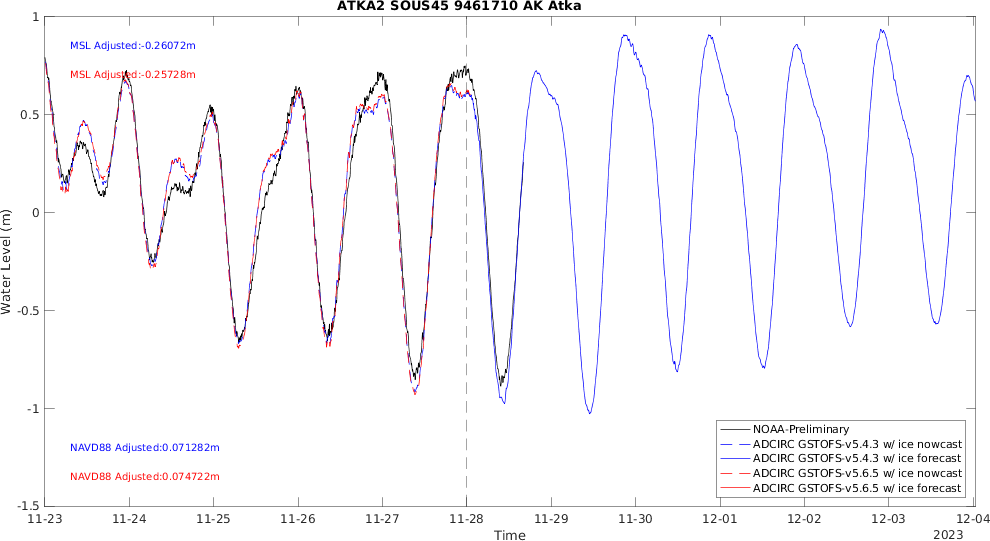 ATKA2 SOUS45 9461710 AK Atka
MSL Adjusted:-0.26072m
MSL Adjusted:-0.25728m
NAVD88 Adjusted:0.071282m
NAVD88 Adjusted:0.074722m
Water Level (m)
1
0.5
0
-0.5
-1
-1.5
NOAA-Preliminary
ADCIRC GSTOFS-v5.4.3 w/ ice nowcast
ADCIRC GSTOFS-v5.4.3 w/ ice forecast
ADCIRC GSTOFS-v5.6.5 w/ ice nowcast
ADCIRC GSTOFS-v5.6.5 w/ ice forecast
11-23 11-24 11-25 11-26 11-27 11-28 11-29 11-30 12-01 12-02 12-03 12-04
Time
2023